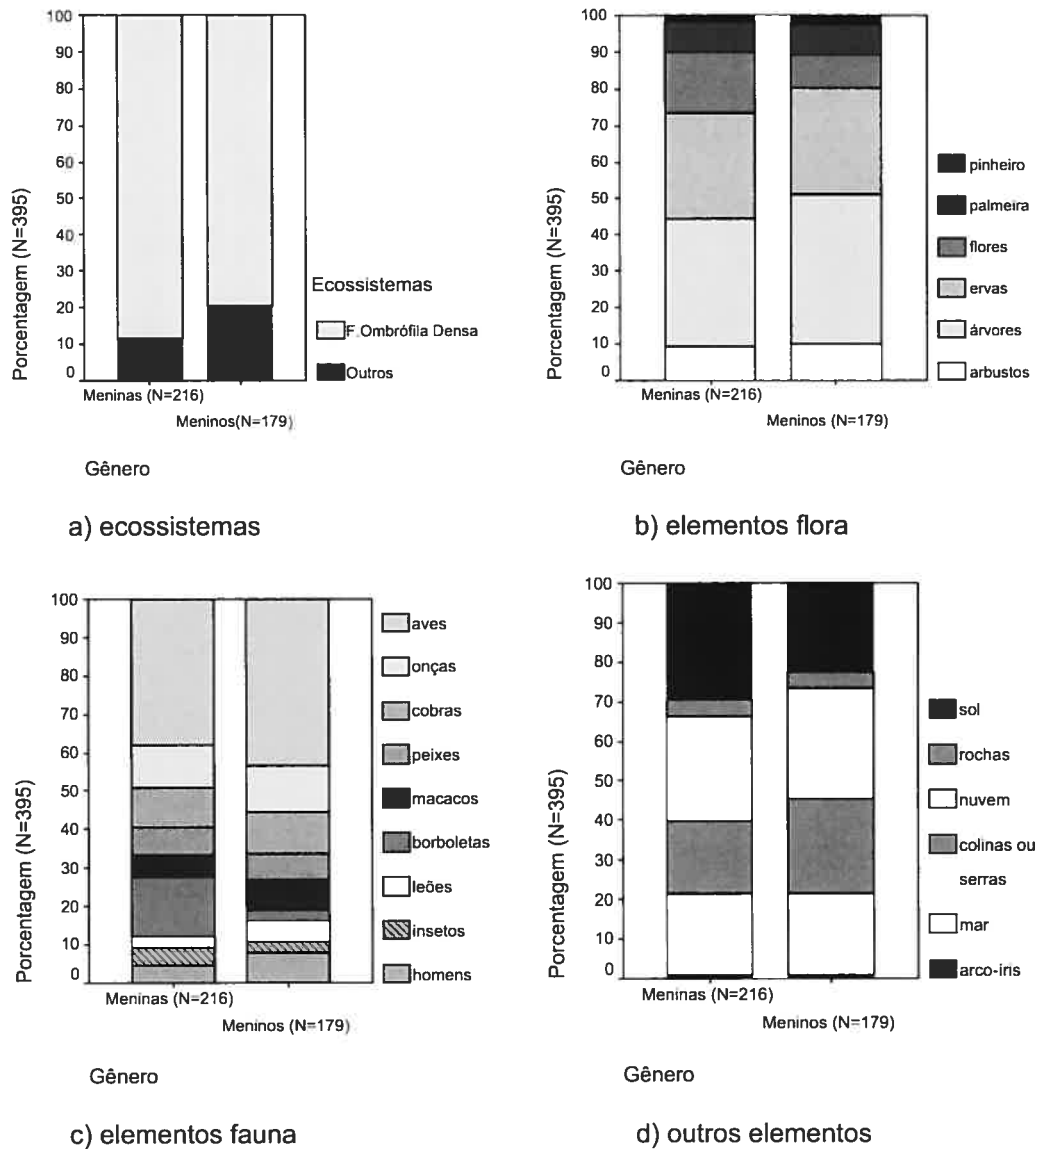 100
90
80
70
60
50
40
30
20
10
0
Porcentagem (N=395)
Ecossistemas
F.Ombrófila Densa
Outros
Meninas (N=216)
Meninos(N=179)
Gênero
a) ecossistemas
100
90
80
70
60
50
40
30
20
10
0
Porcentagem (N=395)
pinheiro
palmeira
flores
ervas
árvores
arbustos
Meninas (N=216)
Meninos (N=179)
Gênero
b) elementos flora
100
90
80
70
60
50
40
30
20
10
0
Porcentagem (N=395)
aves
onças
cobras
peixes
macacos
borboletas
leões
insetos
homens
Meninas (N=216)
Meninos (N=179)
Gênero
c) elementos fauna
100
90
80
70
60
50
40
30
20
10
0
Porcentagem (N=395)
sol
rochas
nuvem
colinas ou
serras
mar
arco-iris
Meninas (N=216)
Meninos (N=179)
Gênero
d) outros elementos